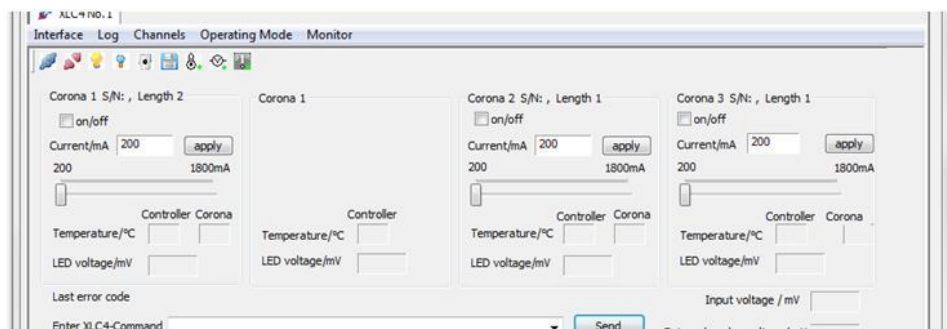 XLC4 No.1
Interface Log Channels Operating Mode Monitor
Corona 1 S/N: , Length 2
on/off
Current/mA 200 apply
200 1800mA
Controller Corona
Temperature/°C
LED voltage/mV
Corona 1
Controller
Temperature/°C
LED voltage/mV
Corona 2 S/N: , Length 1
on/off
Current/mA 200 apply
200 1800mA
Controller Corona
Temperature/°C
LED voltage/mV
Corona 3 S/N: , Length 1
on/off
Current/mA 200 apply
200 1800mA
Controller Corona
Temperature/°C
LED voltage/mV
Last error code
Input voltage / mV
Enter XLC4-Command Send